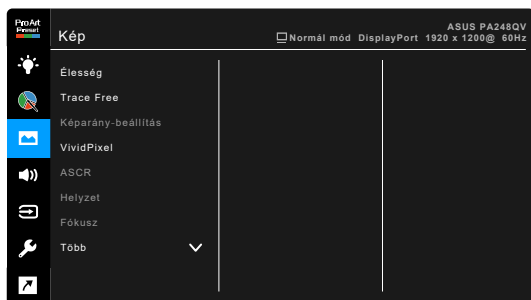 ProArt
Preset
Kép
ASUS PA248QV
Normál mód DisplayPort 1920 x 1200@ 60Hz
Élesség
Trace Free
Képarány-beállítás
VividPixel
ASCR
Helyzet
Fókusz
Több